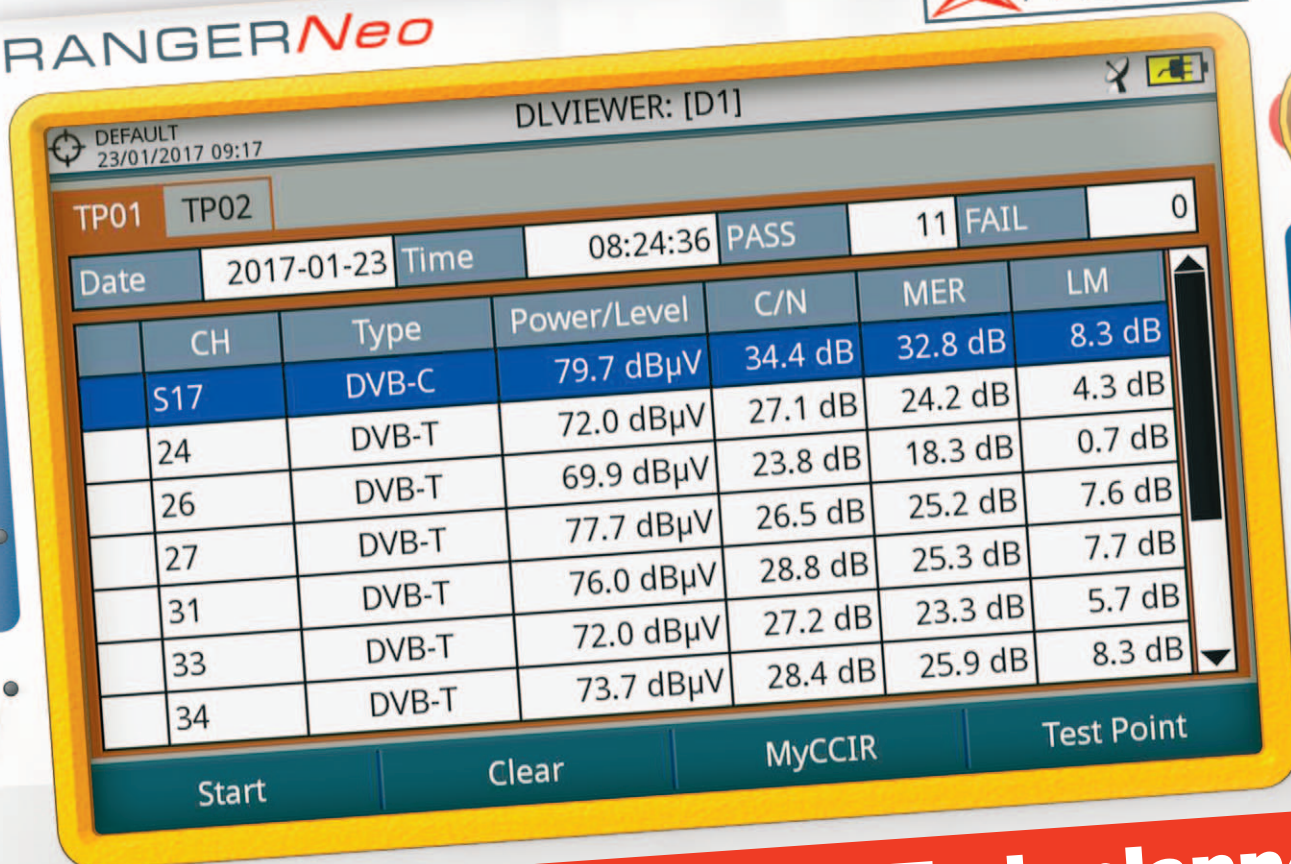 RANGERNeo
DEFAULT
23/01/2017 09:17
DLVIEWER: [D1]
TP01 TP02
Date 2017-01-23 Time 08:24:36 PASS 11 FAIL 0
CH Type Power/Level C/N MER LM
S17 DVB-C 79.7 dBµV 34.4 dB 32.8 dB 8.3 dB
24 DVB-T 72.0 dBµV 27.1 dB 24.2 dB 4.3 dB
26 DVB-T 69.9 dBµV 23.8 dB 18.3 dB 0.7 dB
27 DVB-T 77.7 dBµV 26.5 dB 25.2 dB 7.6 dB
31 DVB-T 76.0 dBµV 28.8 dB 25.3 dB 7.7 dB
33 DVB-T 72.0 dBµV 27.2 dB 23.3 dB 5.7 dB
34 DVB-T 73.7 dBµV 28.4 dB 25.9 dB 8.3 dB
Start Clear MyCCIR Test Point